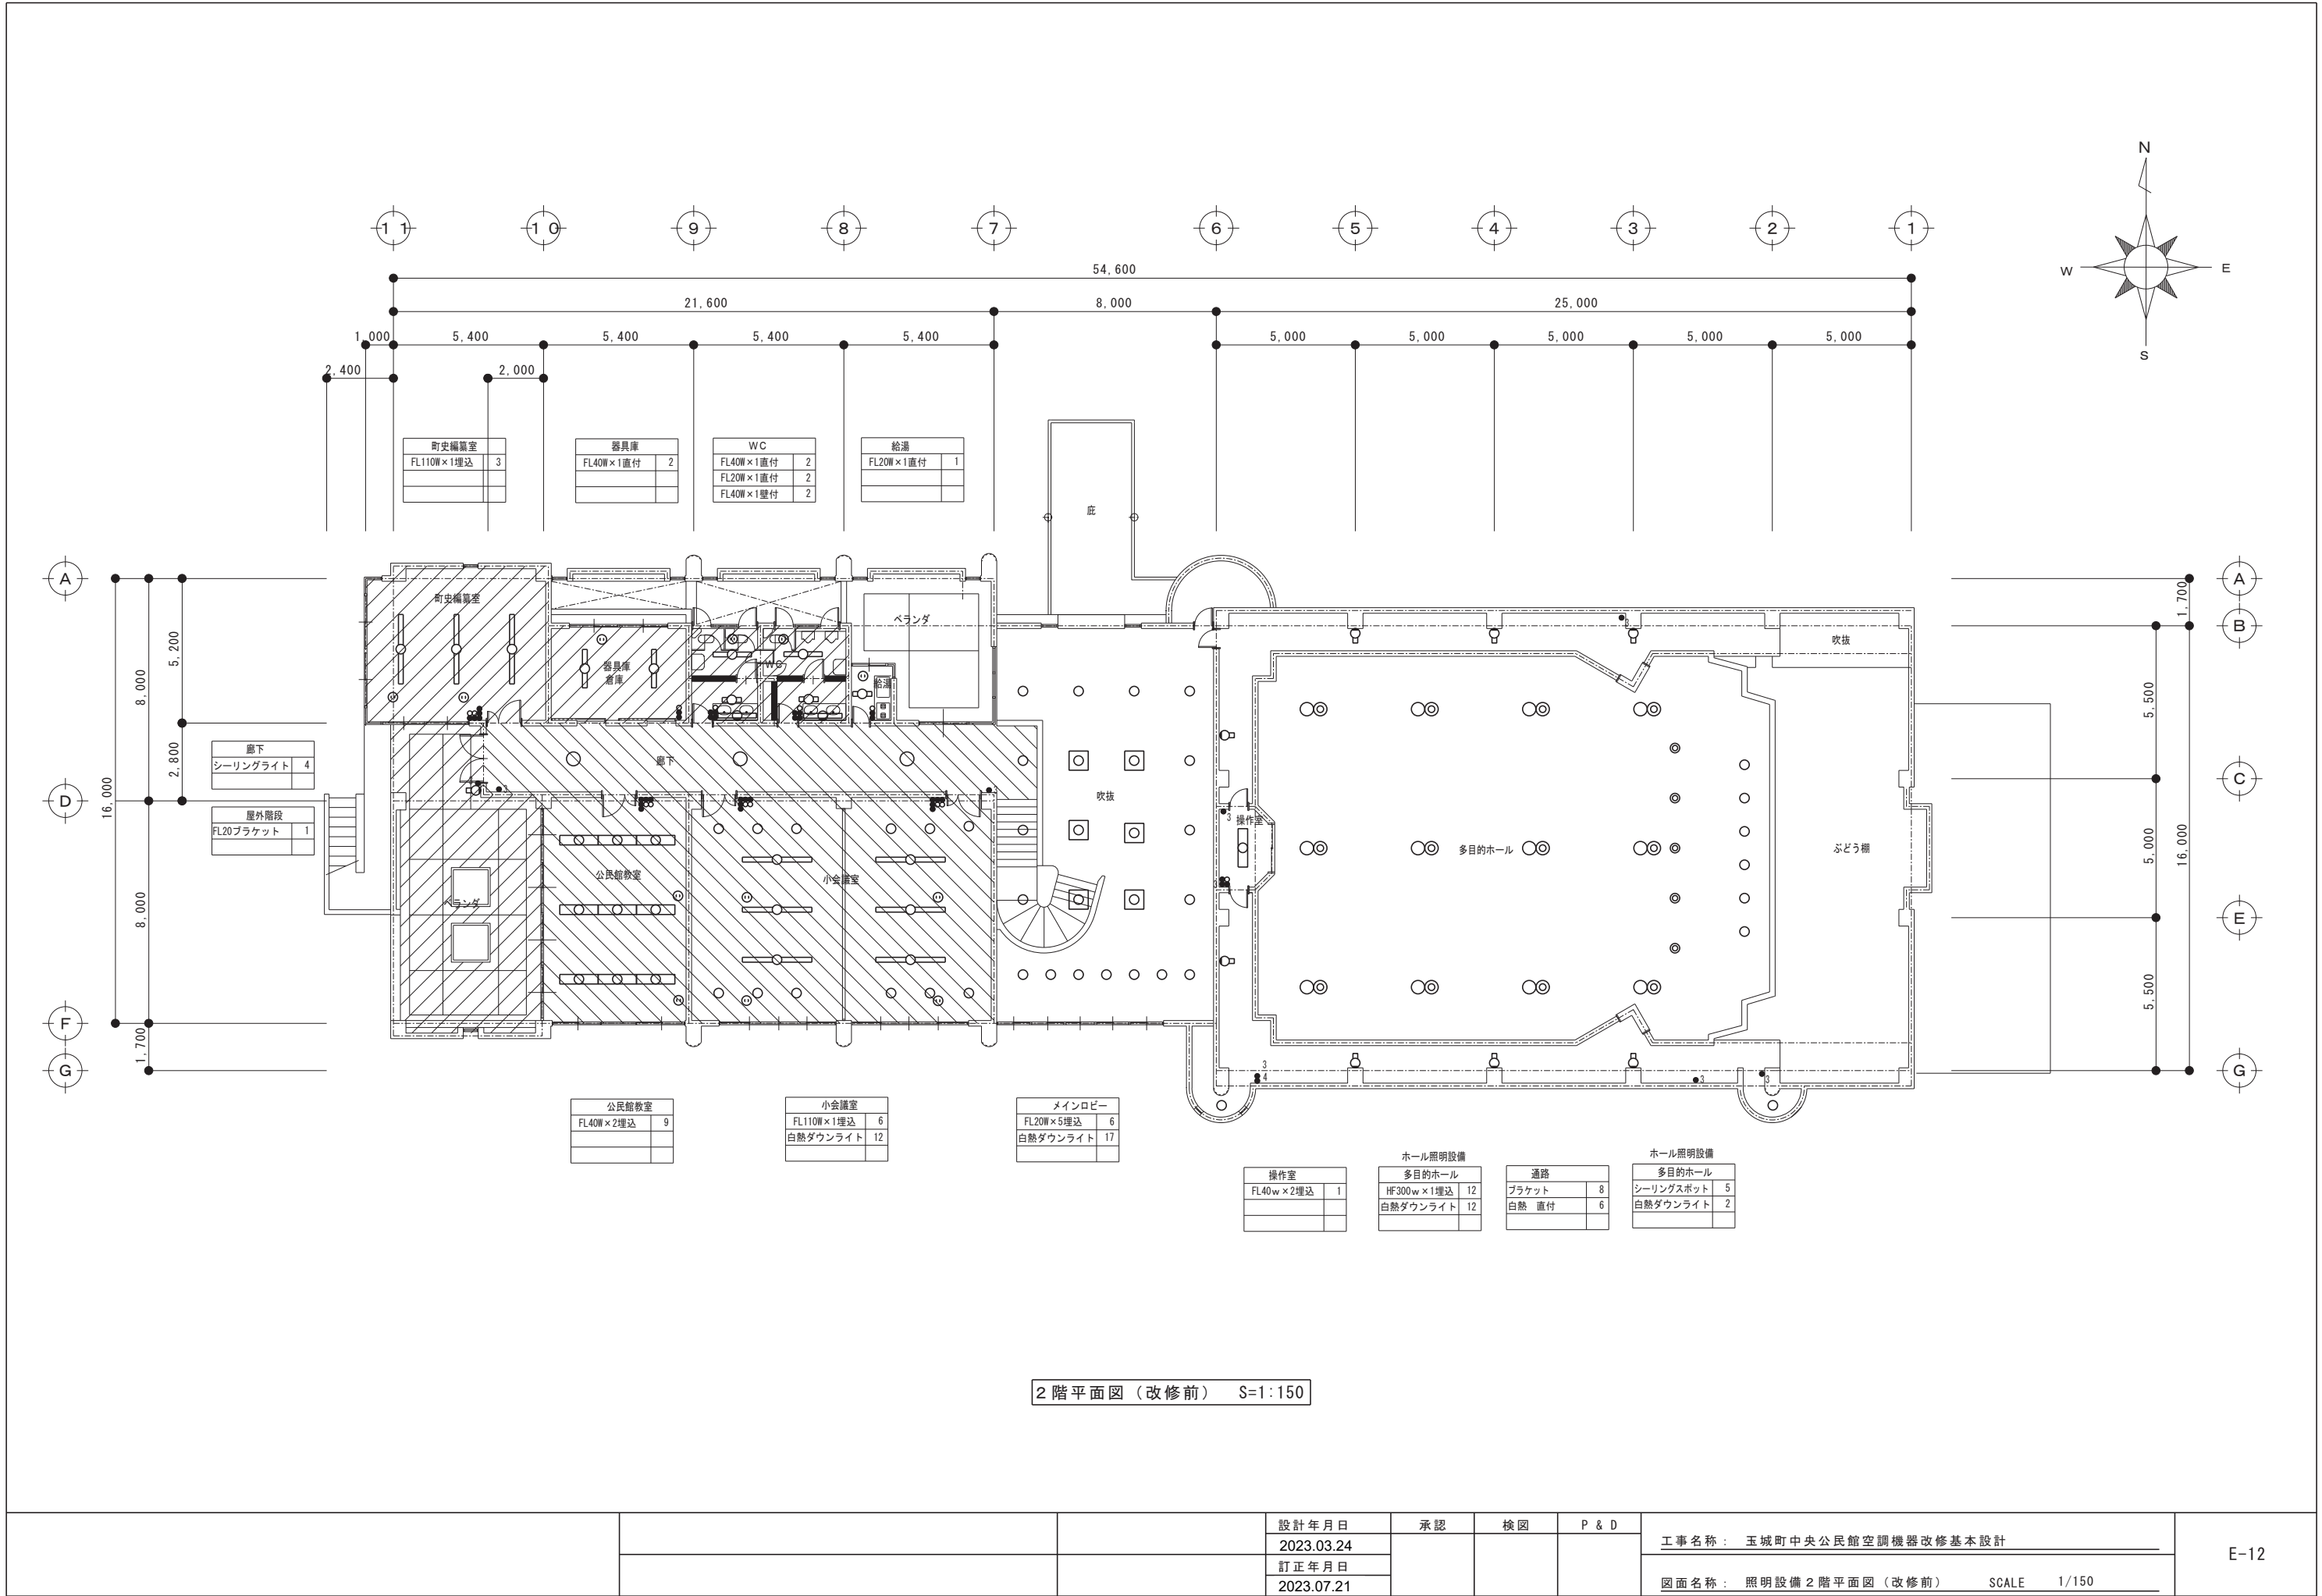 N
W
E
S
11
10
9
8
7
6
5
4
3
2
1
54,600
21,600
8,000
25,000
1,000
5,400
5,400
5,400
5,400
5,000
5,000
5,000
5,000
5,000
2,400
2,000
町史編纂室
FL110W×1埋込 3
器具庫
FL40W×1直付 2
WC
FL40W×1直付 2
FL20W×1直付 2
FL40W×1壁付 2
給湯
FL20W×1直付 1
庇
A
D
F
G
16,000
8,000
8,000
1,700
5,200
2,800
A
B
C
E
G
1,700
5,500
5,000
5,500
16,000
町史編纂室
器具庫
倉庫
WC
給湯
ベランダ
吹抜
廊下
吹抜
操作室
多目的ホール
ぶどう棚
公民館教室
小会議室
ベランダ
3
3
3
3
3
4
3
3
廊下
シーリングライト 4
屋外階段
FL20ブラケット 1
公民館教室
FL40W×2埋込 9
小会議室
FL110W×1埋込 6
白熱ダウンライト 12
メインロビー
FL20W×5埋込 6
白熱ダウンライト 17
操作室
FL40w×2埋込 1
ホール照明設備
多目的ホール
HF300w×1埋込 12
白熱ダウンライト 12
通路
ブラケット 8
白熱 直付 6
ホール照明設備
多目的ホール
シーリングスポット 5
白熱ダウンライト 2
2階平面図(改修前) S=1:150
設計年月日
2023.03.24
訂正年月日
2023.07.21
承認
検図
P & D
工事名称: 玉城町中央公民館空調機器改修基本設計
図面名称: 照明設備2階平面図(改修前) SCALE 1/150
E-12